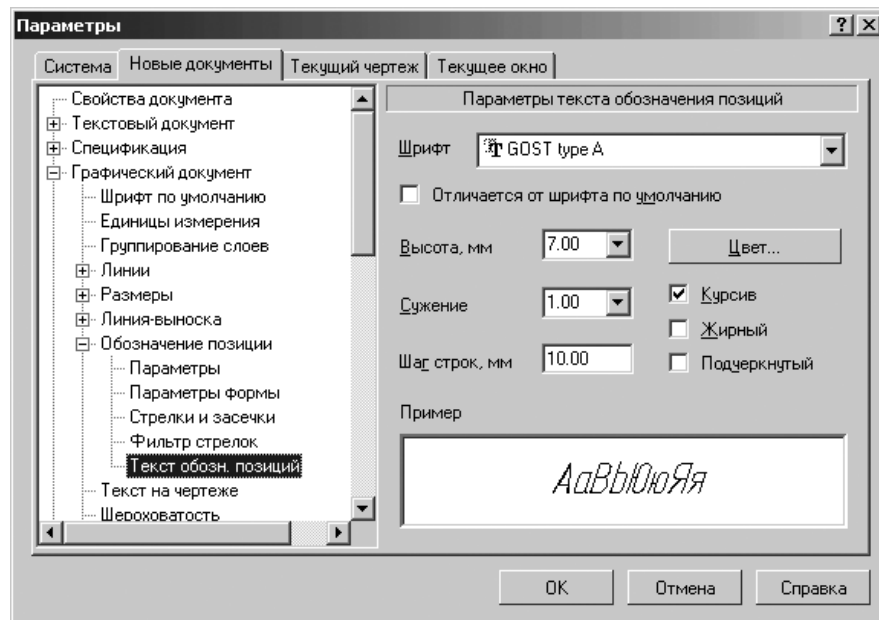 Параметры
Система Новые документы Текущий чертеж Текущее окно
Свойства документа
Текстовый документ
Спецификация
Графический документ
Шрифт по умолчанию
Единицы измерения
Группирование слоев
Линии
Размеры
Линия-выноска
Обозначение позиции
Параметры
Параметры формы
Стрелки и засечки
Фильтр стрелок
Текст обозн. позиций
Текст на чертеже
Шероховатость
Параметры текста обозначения позиций
Шрифт GOST type A
Отличается от шрифта по умолчанию
Высота, мм 7.00 Цвет...
Сужение 1.00 Курсив
Жирный
Шаг строк, мм 10.00 Подчеркнутый
Пример
АаВЫЮюЯя
OK Отмена Справка